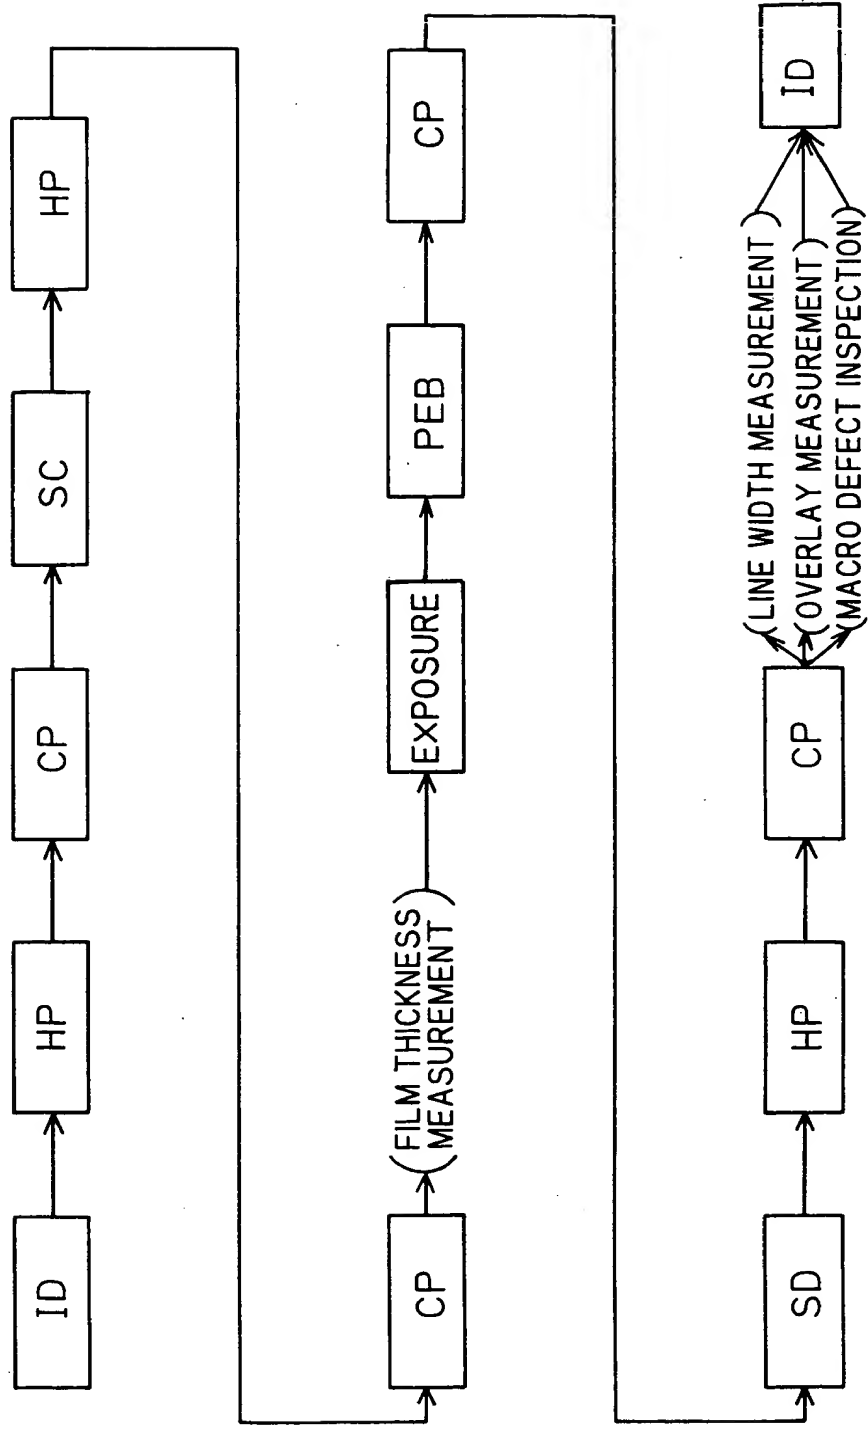 ID
HP
CP
SC
HP
CP
(FILM THICKNESS
MEASUREMENT)
EXPOSURE
PEB
CP
SD
HP
CP
(LINE WIDTH MEASUREMENT)
(OVERLAY MEASUREMENT)
(MACRO DEFECT INSPECTION)
ID